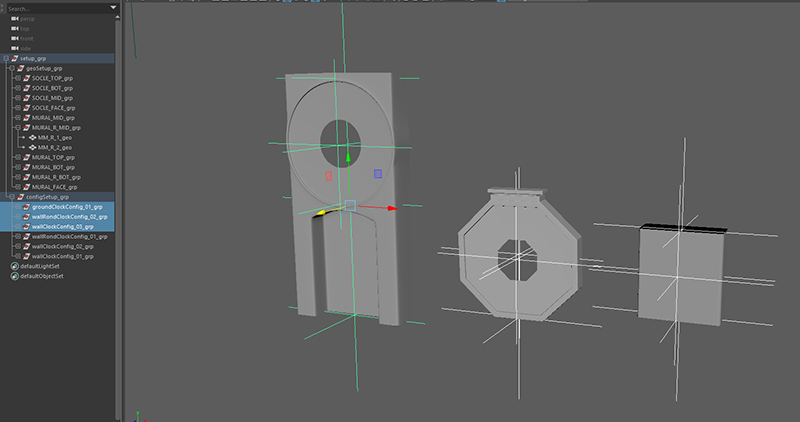 Search...
persp
top
front
side
setup_grp
geoSetup_grp
SOCLE_TOP_grp
SOCLE_BOT_grp
SOCLE_MID_grp
SOCLE_FACE_grp
MURAL_MID_grp
MURAL_R_MID_grp
MM_R_1_geo
MM_R_2_geo
MURAL_TOP_grp
MURAL_BOT_grp
MURAL_R_BOT_grp
MURAL_FACE_grp
configSetup_grp
groundClockConfig_01_grp
wallRondClockConfig_02_grp
wallClockConfig_03_grp
wallRondClockConfig_01_grp
wallClockConfig_02_grp
wallClockConfig_01_grp
defaultLightSet
defaultObjectSet